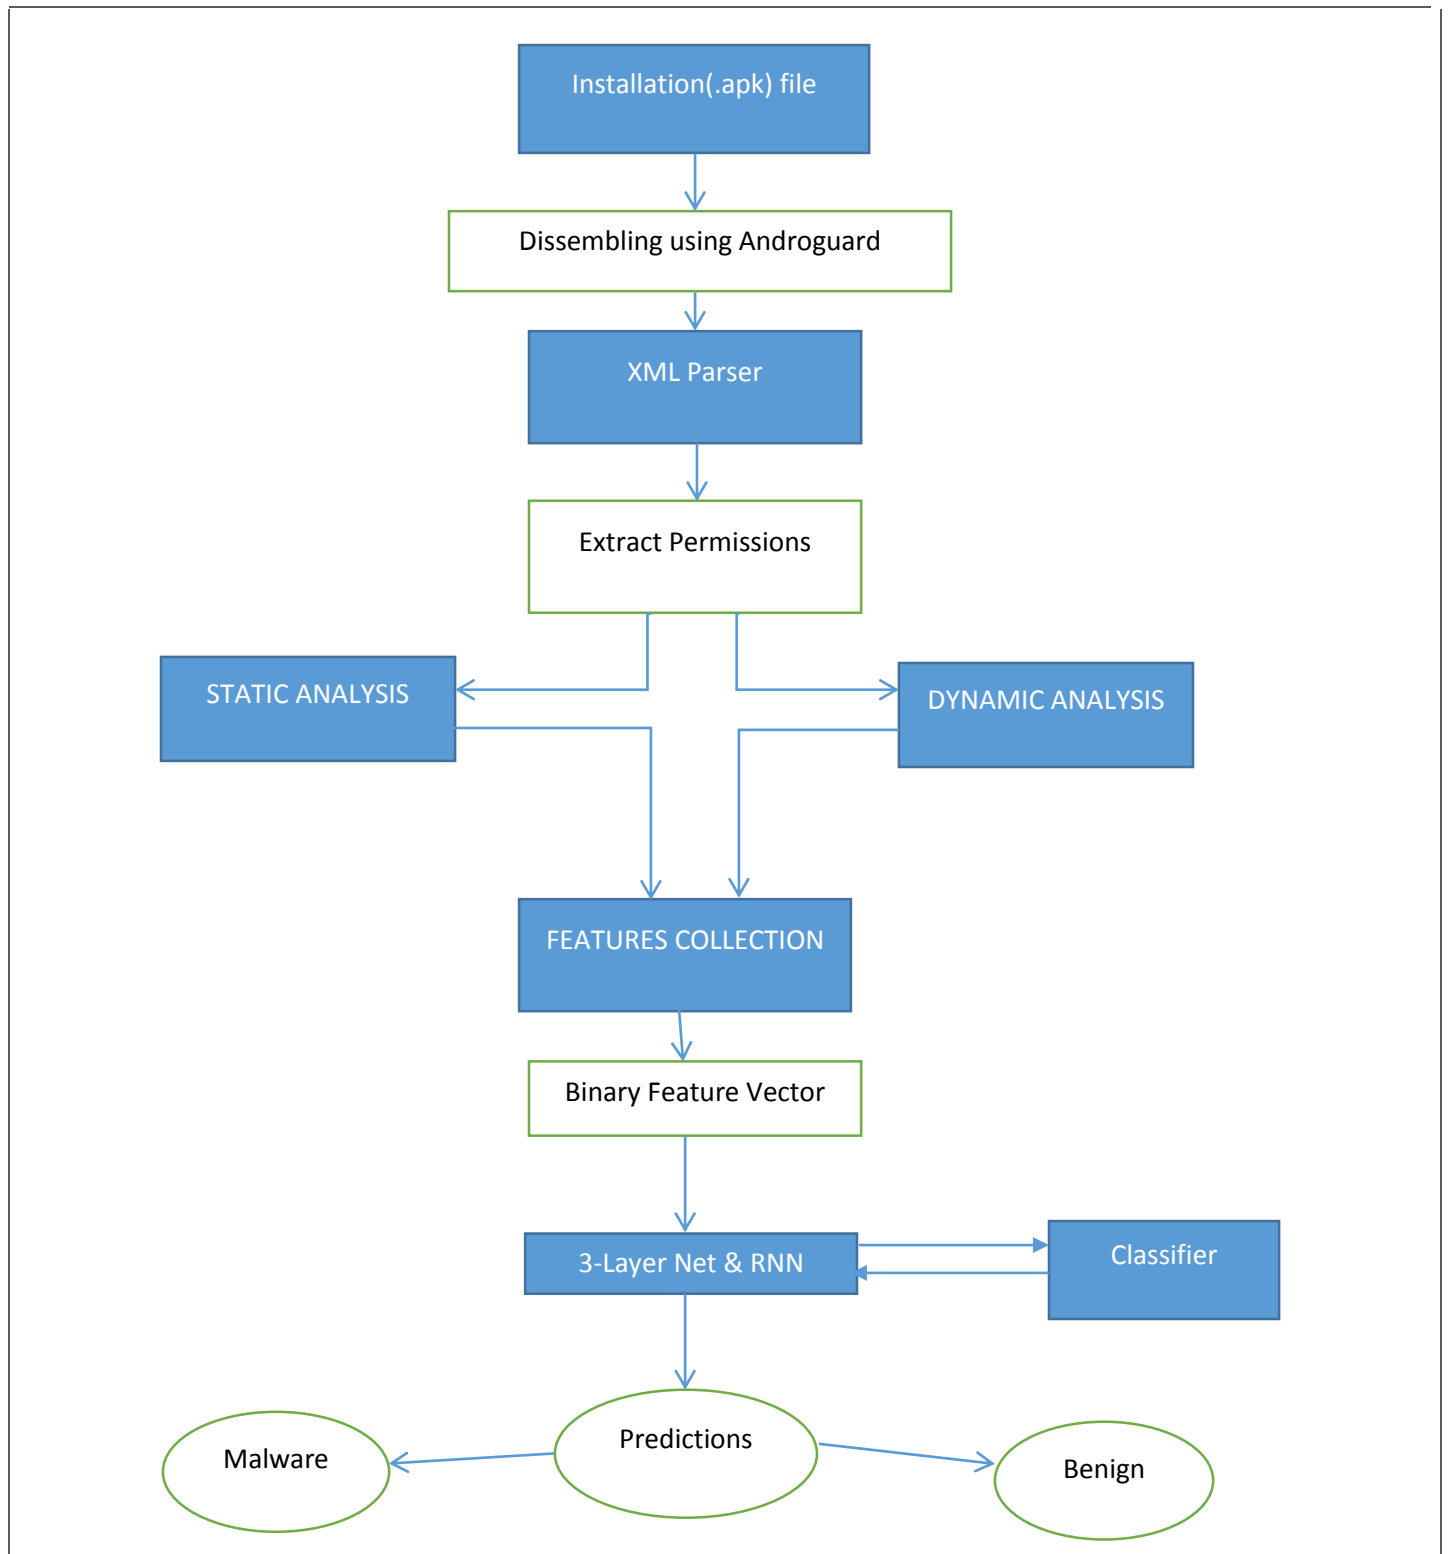 Installation(.apk) file
Dissembling using Androguard
XML Parser
Extract Permissions
STATIC ANALYSIS
DYNAMIC ANALYSIS
FEATURES COLLECTION
Binary Feature Vector
3-Layer Net & RNN
Classifier
Predictions
Malware
Benign